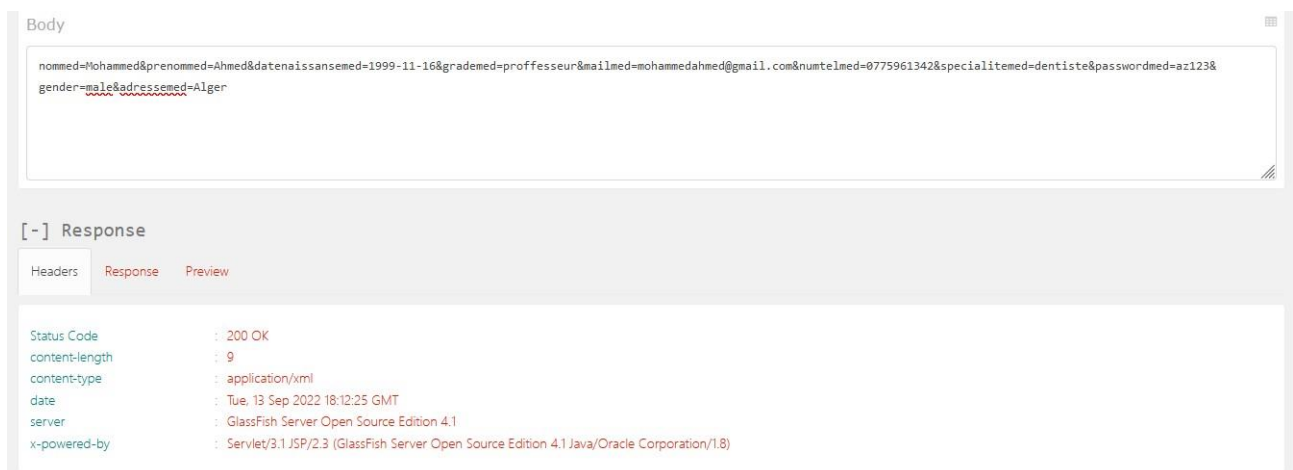 Body
nommed=Mohammed&prenommed=Ahmed&datenaissansemed=1999-11-16&grademed=proffesseur&mailmed=mohammedahmed@gmail.com&numtelmed=0775961342&specialitemed=dentiste&passwordmed=az123&
gender=male&adressemed=Alger
[-] Response
Headers Response Preview
Status Code : 200 OK
content-length : 9
content-type : application/xml
date : Tue, 13 Sep 2022 18:12:25 GMT
server : GlassFish Server Open Source Edition 4.1
x-powered-by : Servlet/3.1 JSP/2.3 (GlassFish Server Open Source Edition 4.1 Java/Oracle Corporation/1.8)